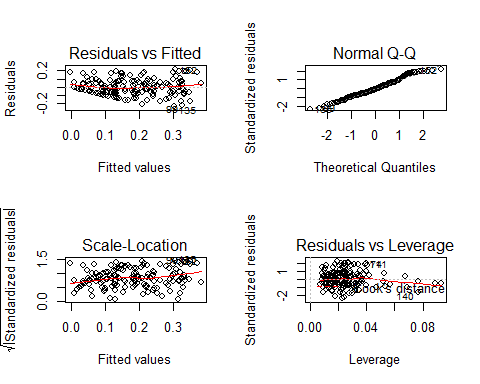 Residuals vs Fitted
Residuals
-0.2
0.2
0.0 0.1 0.2 0.3
Fitted values
Normal Q-Q
Standardized residuals
-2
1
-2 -1 0 1 2
Theoretical Quantiles
Scale-Location
√|Standardized residuals|
0.0
1.5
0.0 0.1 0.2 0.3
Fitted values
Residuals vs Leverage
Standardized residuals
-2
1
141
Cook's distance
140
0.00 0.04 0.08
Leverage